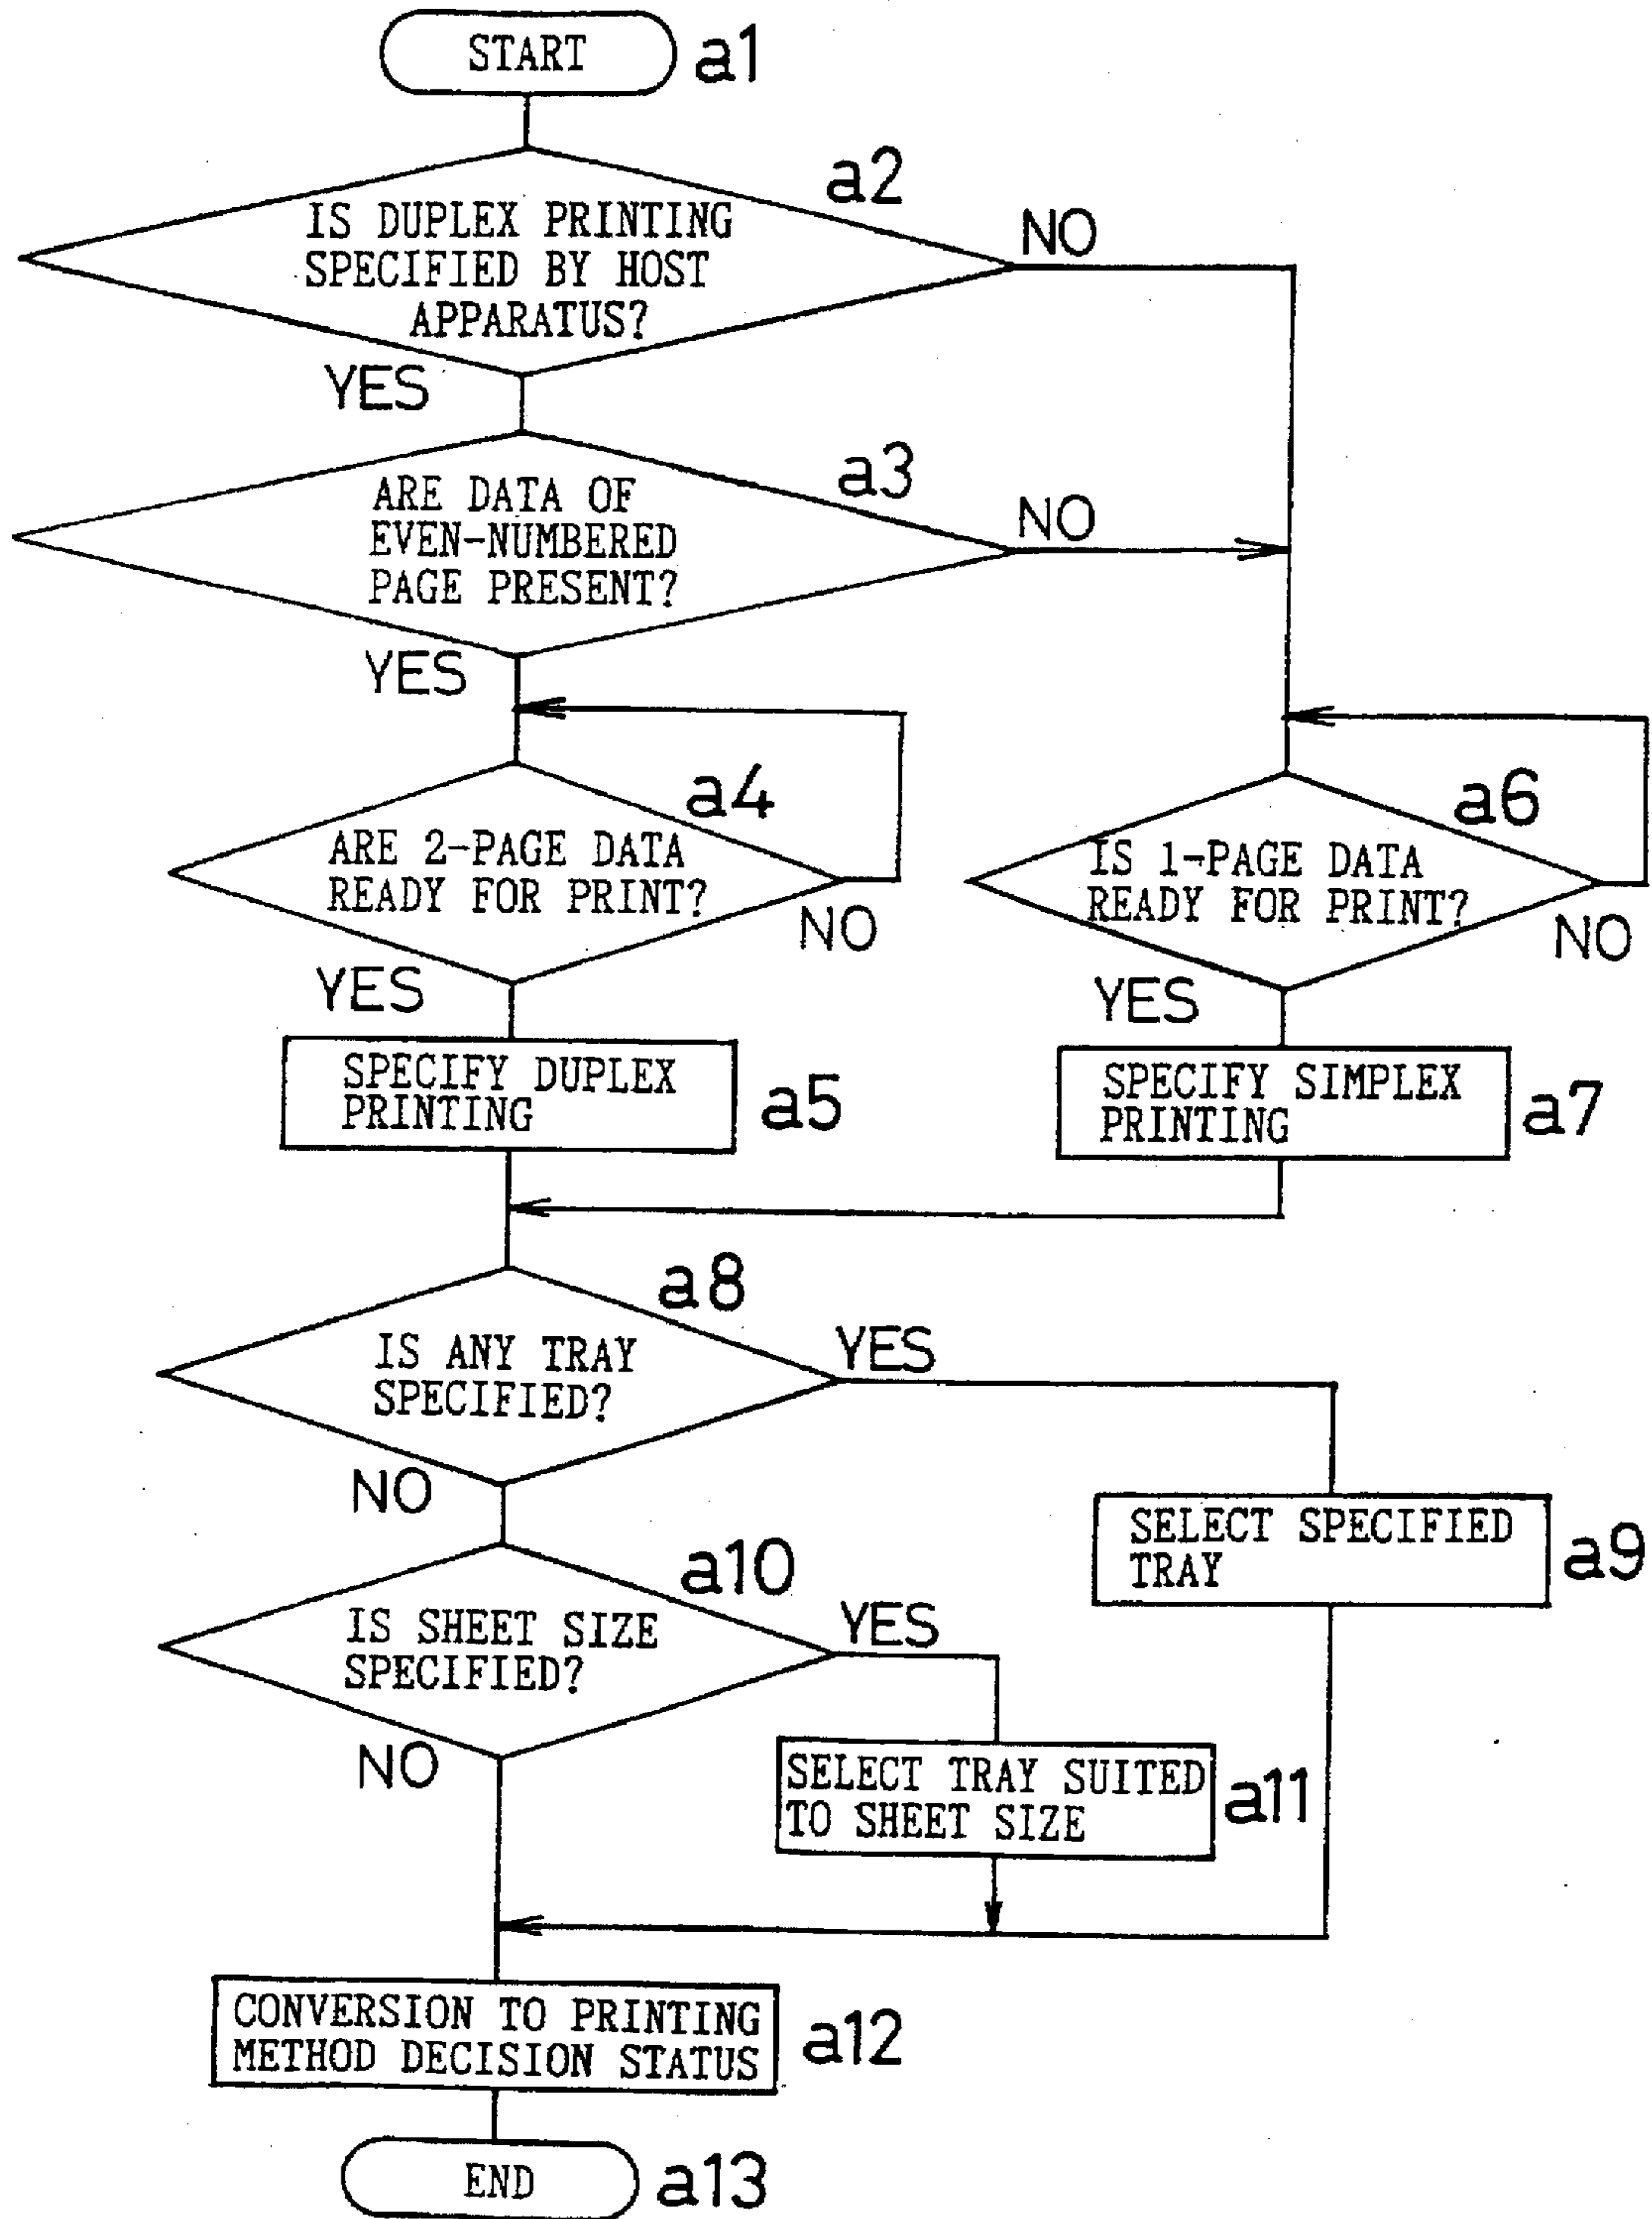 START
a1
a2
IS DUPLEX PRINTING
SPECIFIED BY HOST
APPARATUS?
NO
YES
a3
ARE DATA OF
EVEN-NUMBERED
PAGE PRESENT?
NO
YES
a4
ARE 2-PAGE DATA
READY FOR PRINT?
NO
YES
a6
IS 1-PAGE DATA
READY FOR PRINT?
NO
YES
SPECIFY DUPLEX
PRINTING
a5
SPECIFY SIMPLEX
PRINTING
a7
a8
IS ANY TRAY
SPECIFIED?
YES
NO
SELECT SPECIFIED
TRAY
a9
a10
IS SHEET SIZE
SPECIFIED?
YES
NO
SELECT TRAY SUITED
TO SHEET SIZE
a11
CONVERSION TO PRINTING
METHOD DECISION STATUS
a12
END
a13